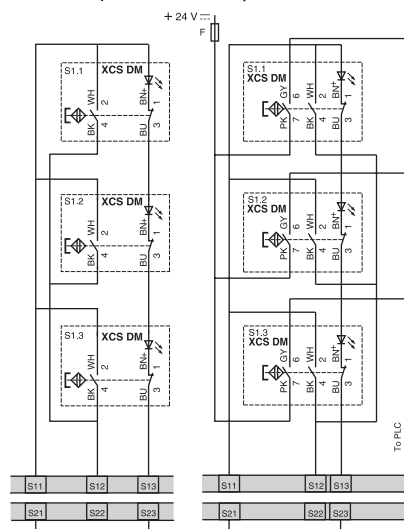 + 24 V
F
S1.1 XCS DM
WH 2
BK 4
BN+ 1
BU 3
S1.2 XCS DM
WH 2
BK 4
BN+ 1
BU 3
S1.3 XCS DM
WH 2
BK 4
BN+ 1
BU 3
S1.1
XCS DM
GY 6
PK 7
WH 2
BK 4
BN+ 1
BU 3
S1.2
XCS DM
GY 6
PK 7
WH 2
BK 4
BN+ 1
BU 3
S1.3
XCS DM
GY 6
PK 7
WH 2
BK 4
BN+ 1
BU 3
To PLC
S11 S12 S13
S21 S22 S23
S11 S12 S13
S21 S22 S23